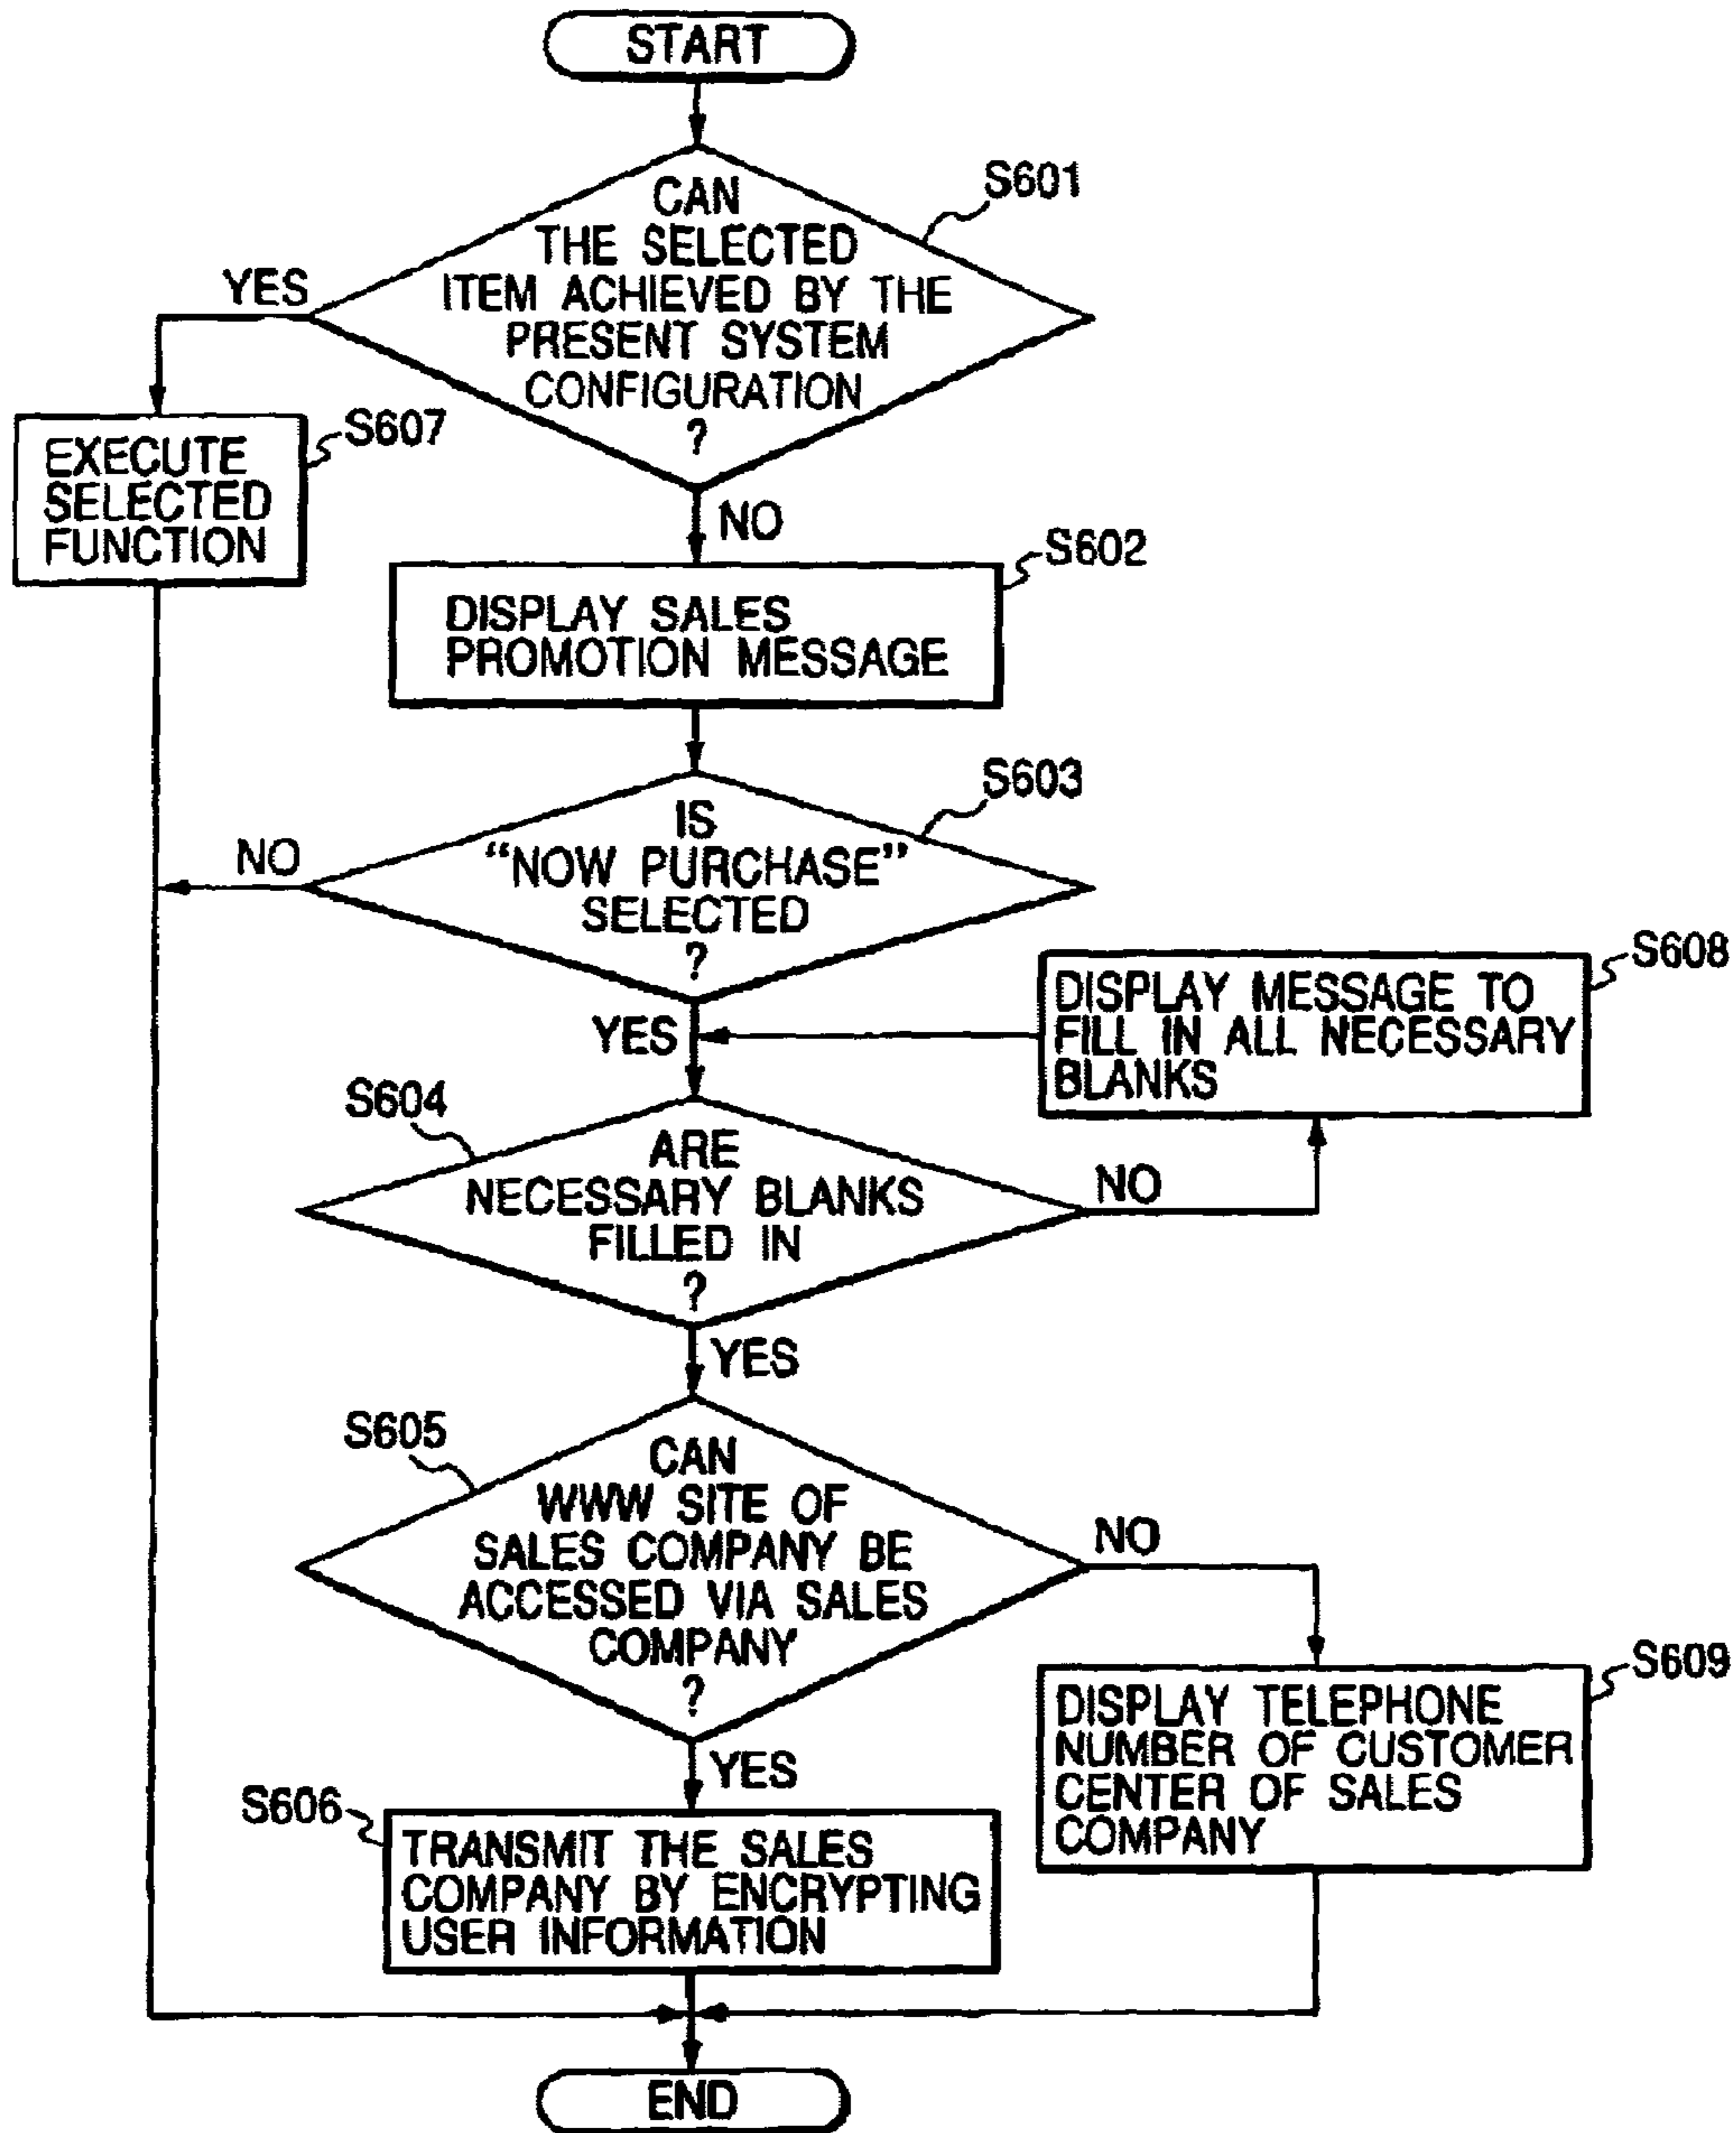 START
CAN
THE SELECTED
ITEM ACHIEVED BY THE
PRESENT SYSTEM
CONFIGURATION
?
S601
YES
EXECUTE
SELECTED
FUNCTION
S607
NO
DISPLAY SALES
PROMOTION MESSAGE
S602
IS
“NOW PURCHASE”
SELECTED
?
S603
NO
YES
DISPLAY MESSAGE TO
FILL IN ALL NECESSARY
BLANKS
S608
S604
ARE
NECESSARY BLANKS
FILLED IN
?
NO
YES
S605
CAN
WWW SITE OF
SALES COMPANY BE
ACCESSED VIA SALES
COMPANY
?
NO
YES
DISPLAY TELEPHONE
NUMBER OF CUSTOMER
CENTER OF SALES
COMPANY
S609
S606
TRANSMIT THE SALES
COMPANY BY ENCRYPTING
USER INFORMATION
END